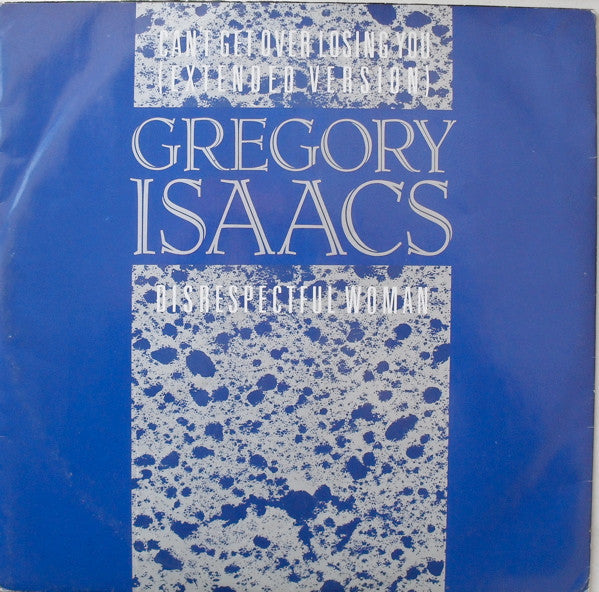 CAN'T GET OVER LOSING YOU
(EXTENDED VERSION)
GREGORY
ISAACS
DISRESPECTFUL WOMAN